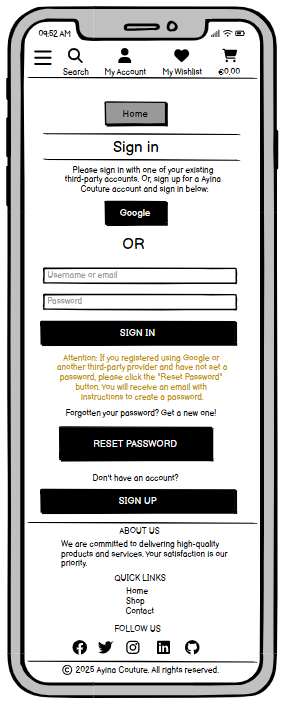 09:52 AM
Search My Account My Wishlist €0.00
Home
Sign in
Please sign in with one of your existing
third-party accounts. Or, sign up for a Ayina
Couture account and sign in below:
Google
OR
Username or email
Password
SIGN IN
Attention: If you registered using Google or
another third-party provider and have not set a
password, please click the "Reset Password"
button. You will receive an email with
instructions to create a password.
Forgotten your password? Get a new one!
RESET PASSWORD
Don't have an account?
SIGN UP
ABOUT US
We are committed to delivering high-quality
products and services. Your satisfaction is our
priority.
QUICK LINKS
Home
Shop
Contact
FOLLOW US
© 2025 Ayina Couture. All rights reserved.